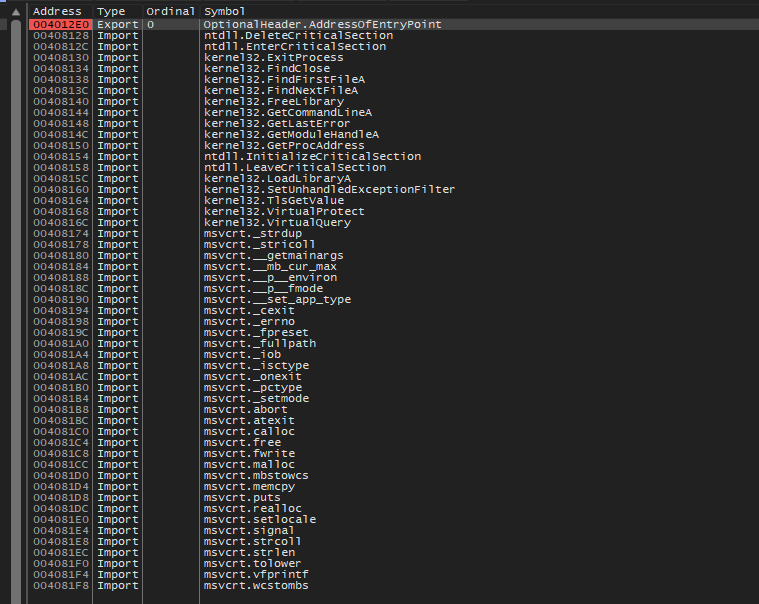 Address Type Ordinal Symbol
004012E0 Export 0 OptionalHeader.AddressOfEntryPoint
00408128 Import ntdll.DeleteCriticalSection
0040812C Import ntdll.EnterCriticalSection
00408130 Import kernel32.ExitProcess
00408134 Import kernel32.FindClose
00408138 Import kernel32.FindFirstFileA
0040813C Import kernel32.FindNextFileA
00408140 Import kernel32.FreeLibrary
00408144 Import kernel32.GetCommandLineA
00408148 Import kernel32.GetLastError
0040814C Import kernel32.GetModuleHandleA
00408150 Import kernel32.GetProcAddress
00408154 Import ntdll.InitializeCriticalSection
00408158 Import ntdll.LeaveCriticalSection
0040815C Import kernel32.LoadLibraryA
00408160 Import kernel32.SetUnhandledExceptionFilter
00408164 Import kernel32.TlsGetValue
00408168 Import kernel32.VirtualProtect
0040816C Import kernel32.VirtualQuery
00408174 Import msvcrt._strdup
00408178 Import msvcrt._stricoll
00408180 Import msvcrt.__getmainargs
00408184 Import msvcrt.__mb_cur_max
00408188 Import msvcrt.__p__environ
0040818C Import msvcrt.__p__fmode
00408190 Import msvcrt.__set_app_type
00408194 Import msvcrt._cexit
00408198 Import msvcrt._errno
0040819C Import msvcrt._fpreset
004081A0 Import msvcrt._fullpath
004081A4 Import msvcrt._iob
004081A8 Import msvcrt._isctype
004081AC Import msvcrt._onexit
004081B0 Import msvcrt._pctype
004081B4 Import msvcrt._setmode
004081B8 Import msvcrt.abort
004081BC Import msvcrt.atexit
004081C0 Import msvcrt.calloc
004081C4 Import msvcrt.free
004081C8 Import msvcrt.fwrite
004081CC Import msvcrt.malloc
004081D0 Import msvcrt.mbstowcs
004081D4 Import msvcrt.memcpy
004081D8 Import msvcrt.puts
004081DC Import msvcrt.realloc
004081E0 Import msvcrt.setlocale
004081E4 Import msvcrt.signal
004081E8 Import msvcrt.strcoll
004081EC Import msvcrt.strlen
004081F0 Import msvcrt.tolower
004081F4 Import msvcrt.vfprintf
004081F8 Import msvcrt.wcstombs